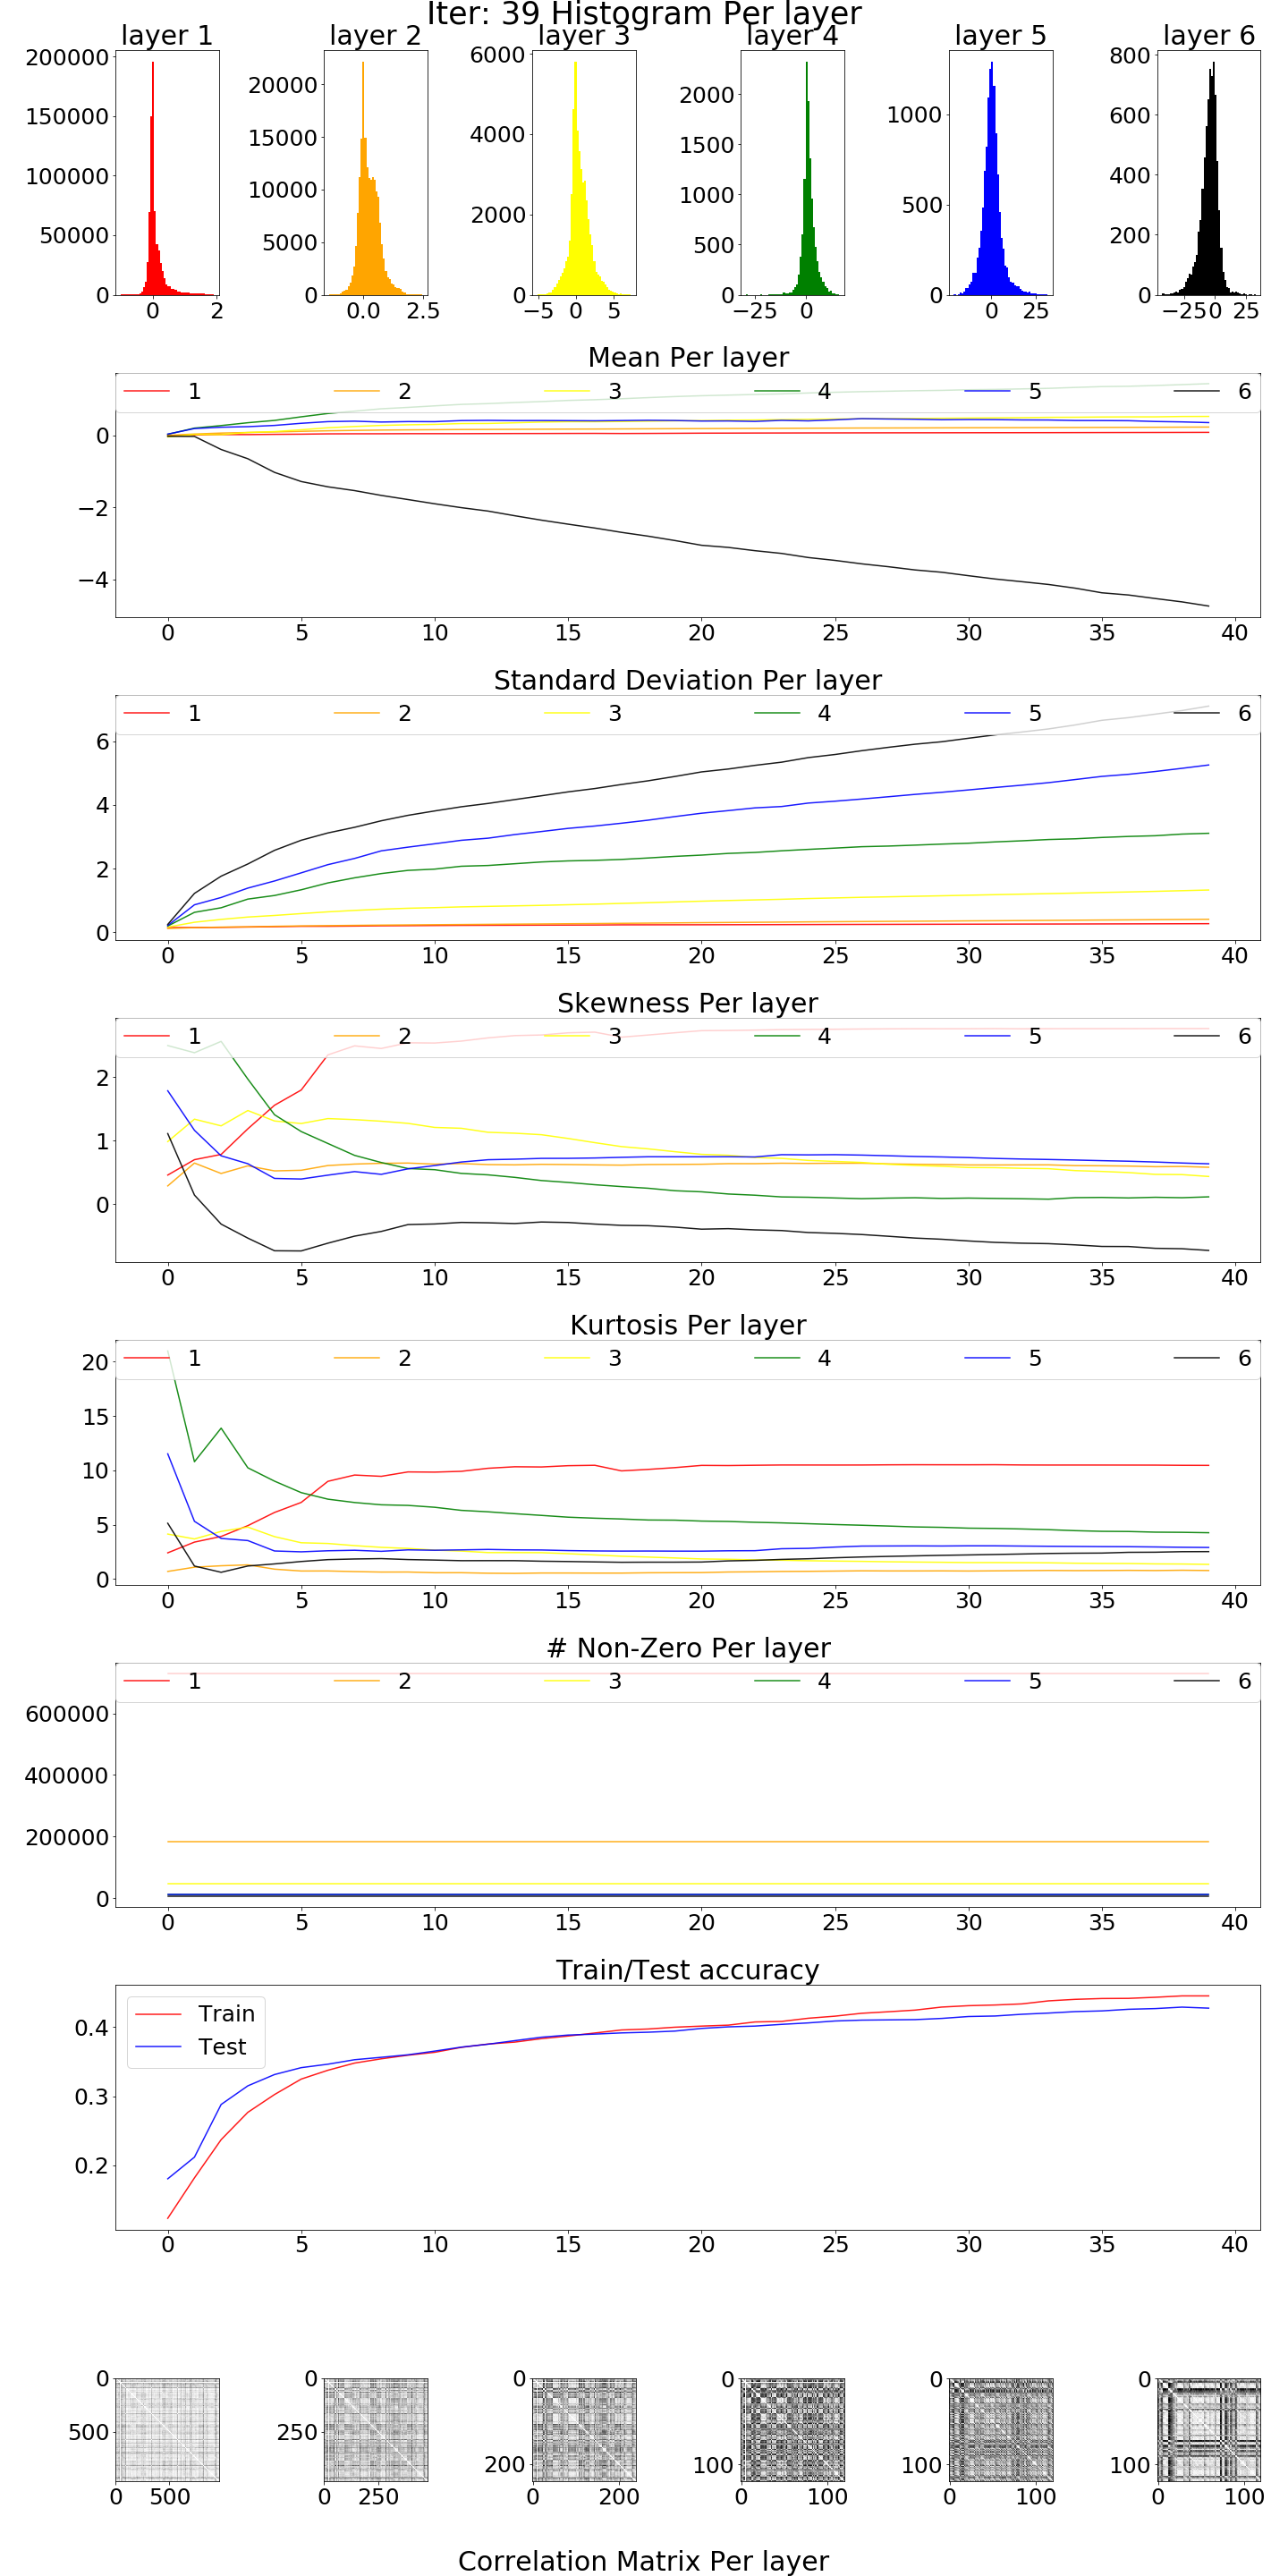 Iter: 39 Histogram Per layer
layer 1 layer 2 layer 3 layer 4 layer 5 layer 6
200000 150000 100000 50000 0
0 2
20000 15000 10000 5000 0
0.0 2.5
6000 4000 2000 0
−5 0 5
2000 1500 1000 500 0
−25 0
1000 500 0
0 25
800 600 400 200 0
−25 0 25
Mean Per layer
1 2 3 4 5 6
0
−2
−4
0 5 10 15 20 25 30 35 40
Standard Deviation Per layer
1 2 3 4 5 6
6
4
2
0
0 5 10 15 20 25 30 35 40
Skewness Per layer
1 2 3 4 5 6
2
1
0
0 5 10 15 20 25 30 35 40
Kurtosis Per layer
1 2 3 4 5 6
20
15
10
5
0
0 5 10 15 20 25 30 35 40
# Non-Zero Per layer
1 2 3 4 5 6
600000
400000
200000
0
0 5 10 15 20 25 30 35 40
Train/Test accuracy
Train
Test
0.4
0.3
0.2
0 5 10 15 20 25 30 35 40
0 500
0 500
0 250
0 250
0 200
0 200
0 100
0 100
0 100
0 100
0 100
0 100
Correlation Matrix Per layer